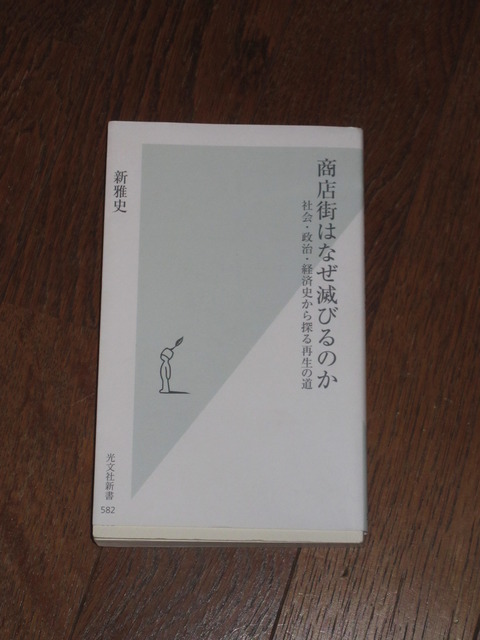 商店街はなぜ滅びるのか
社会・政治・経済史から探る再生の道
新雅史
光文社新書
582